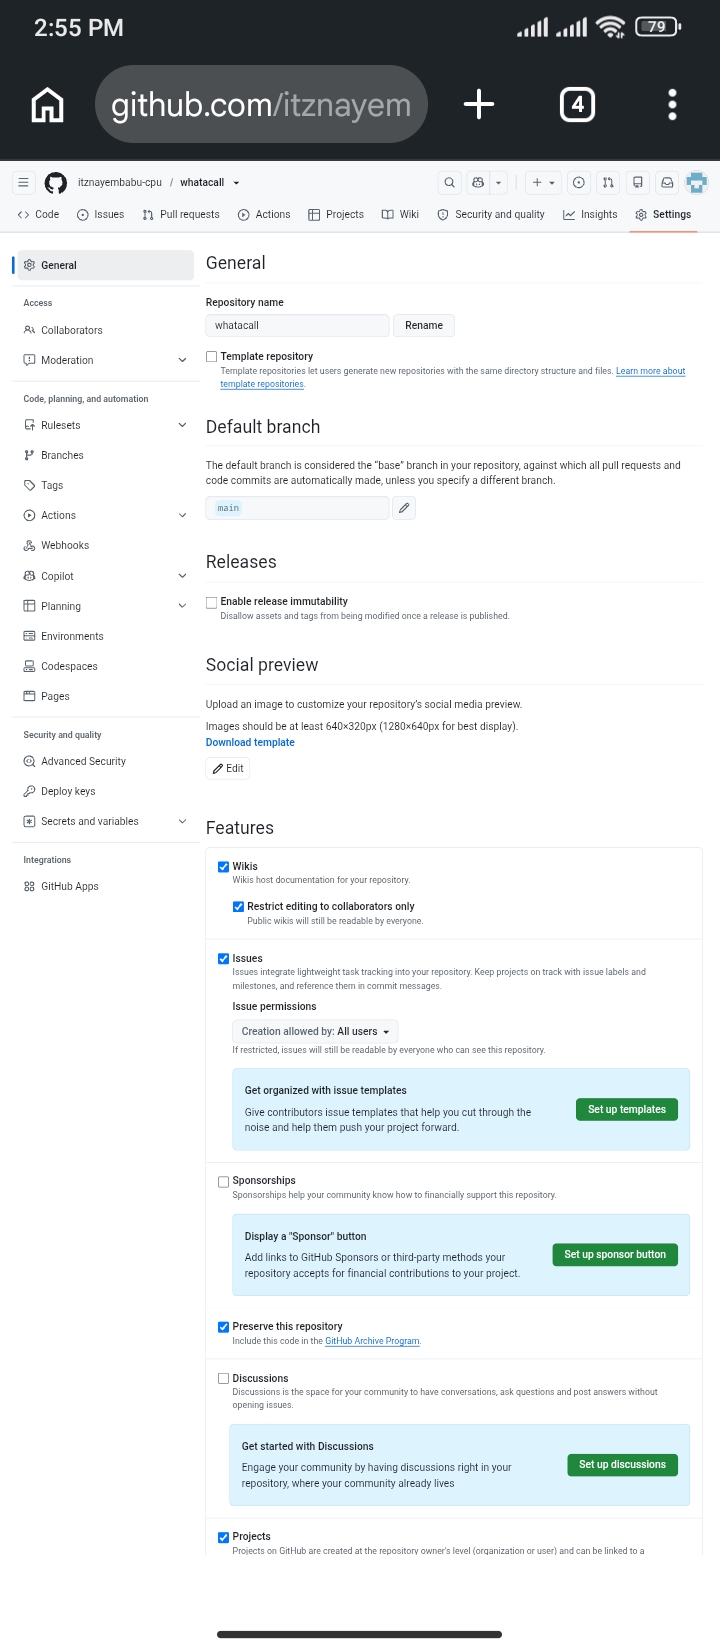 2:55 PM
79
github.com/itznayem
4
itznayembabu-cpu / whatacall
Code
Issues
Pull requests
Actions
Projects
Wiki
Security and quality
Insights
Settings
General
Access
Collaborators
Moderation
Code, planning, and automation
Rulesets
Branches
Tags
Actions
Webhooks
Copilot
Planning
Environments
Codespaces
Pages
Security and quality
Advanced Security
Deploy keys
Secrets and variables
Integrations
GitHub Apps
General
Repository name
whatacall
Rename
Template repository
Template repositories let users generate new repositories with the same directory structure and files. Learn more about
template repositories.
Default branch
The default branch is considered the “base” branch in your repository, against which all pull requests and
code commits are automatically made, unless you specify a different branch.
main
Releases
Enable release immutability
Disallow assets and tags from being modified once a release is published.
Social preview
Upload an image to customize your repository’s social media preview.
Images should be at least 640×320px (1280×640px for best display).
Download template
Edit
Features
Wikis
Wikis host documentation for your repository.
Restrict editing to collaborators only
Public wikis will still be readable by everyone.
Issues
Issues integrate lightweight task tracking into your repository. Keep projects on track with issue labels and
milestones, and reference them in commit messages.
Issue permissions
Creation allowed by: All users
If restricted, issues will still be readable by everyone who can see this repository.
Get organized with issue templates
Give contributors issue templates that help you cut through the
noise and help them push your project forward.
Set up templates
Sponsorships
Sponsorships help your community know how to financially support this repository.
Display a "Sponsor" button
Add links to GitHub Sponsors or third-party methods your
repository accepts for financial contributions to your project.
Set up sponsor button
Preserve this repository
Include this code in the GitHub Archive Program.
Discussions
Discussions is the space for your community to have conversations, ask questions and post answers without
opening issues.
Get started with Discussions
Engage your community by having discussions right in your
repository, where your community already lives
Set up discussions
Projects
Projects on GitHub are created at the repository owner's level (organization or user) and can be linked to a